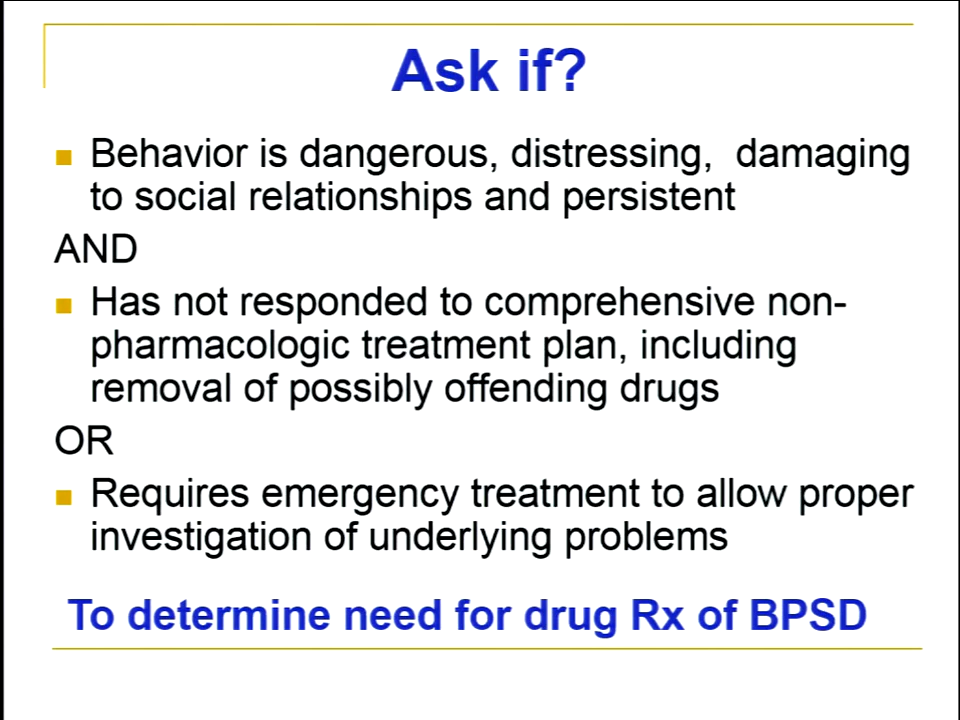 Ask if?
Behavior is dangerous, distressing, damaging
to social relationships and persistent
AND
Has not responded to comprehensive non-
pharmacologic treatment plan, including
removal of possibly offending drugs
OR
Requires emergency treatment to allow proper
investigation of underlying problems
To determine need for drug Rx of BPSD